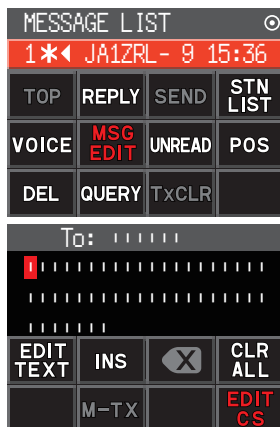 MESSAGE LIST
1*◀ JA1ZRL- 9 15:36
TOP REPLY SEND STN LIST
VOICE MSG EDIT UNREAD POS
DEL QUERY TxCLR
To:
EDIT TEXT INS CLR ALL
M-TX EDIT CS